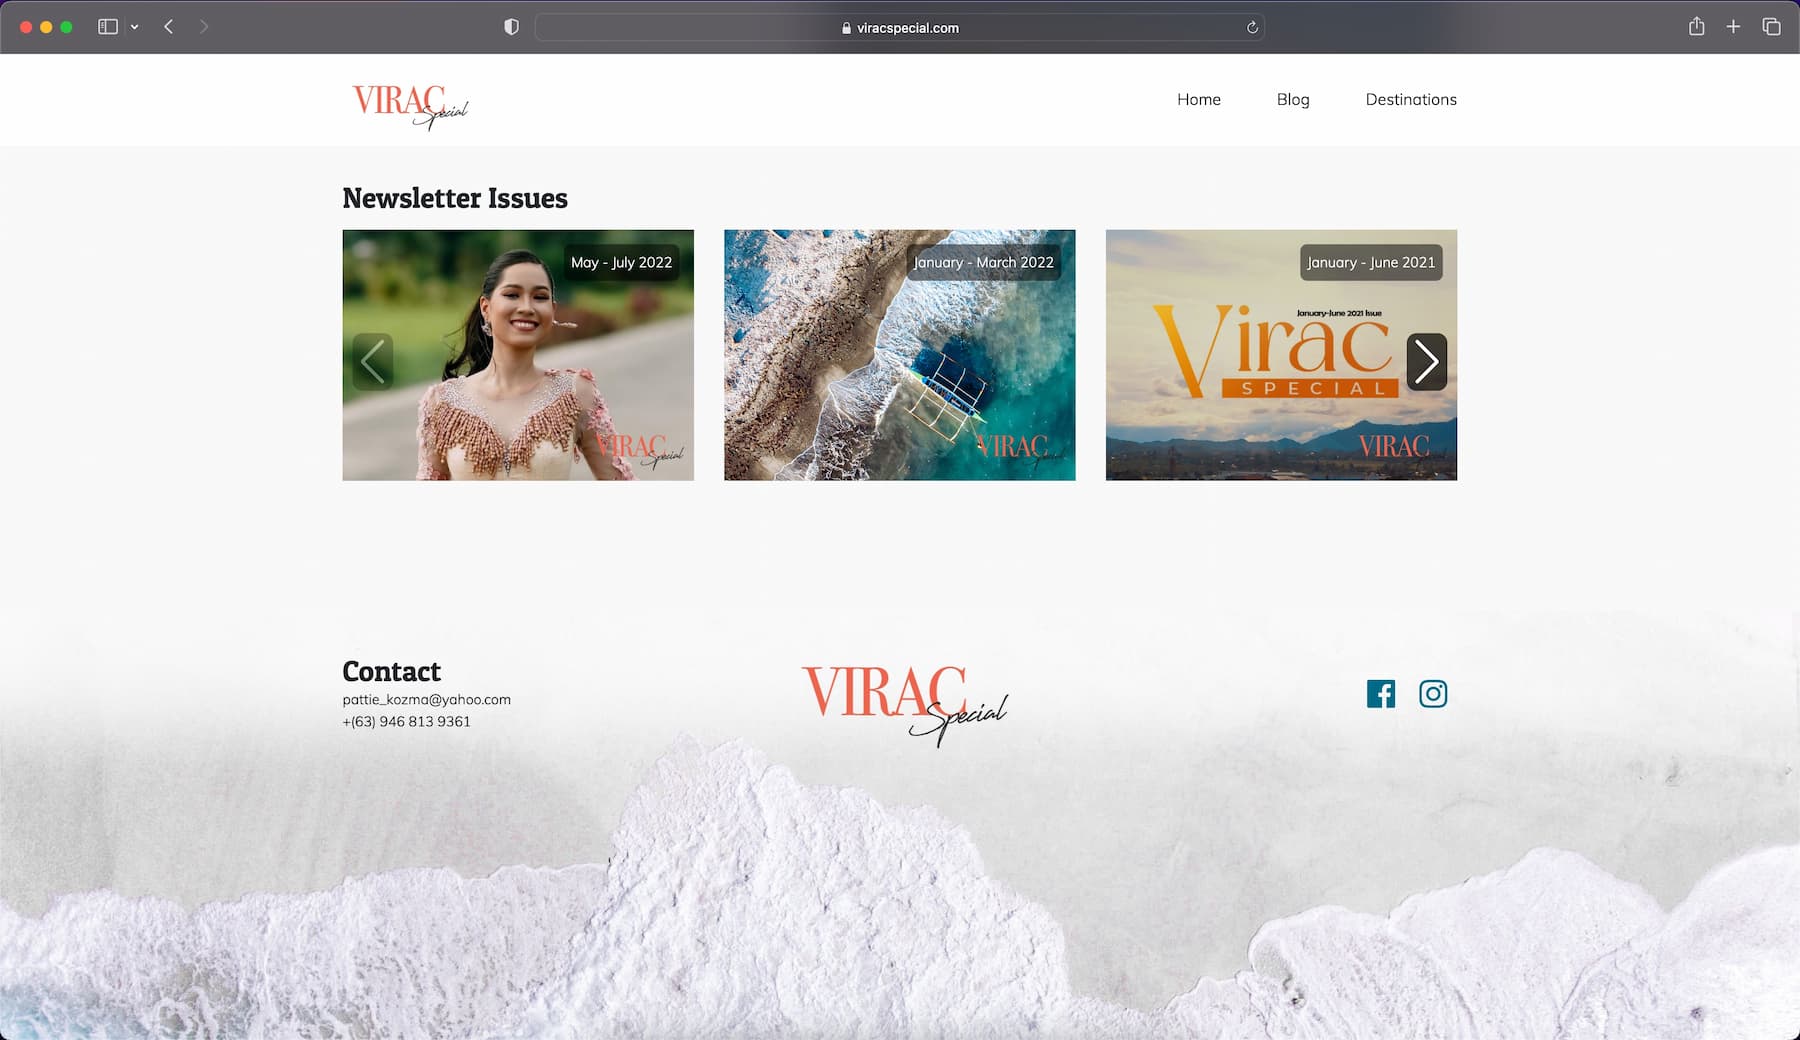 viracspecial.com
VIRAC
Special
Home
Blog
Destinations
Newsletter Issues
May - July 2022
VIRAC
Special
January - March 2022
VIRAC
Special
January - June 2021
January-June 2021 Issue
Virac
SPECIAL
VIRAC
Contact
pattie_kozma@yahoo.com
+(63) 946 813 9361
VIRAC
Special